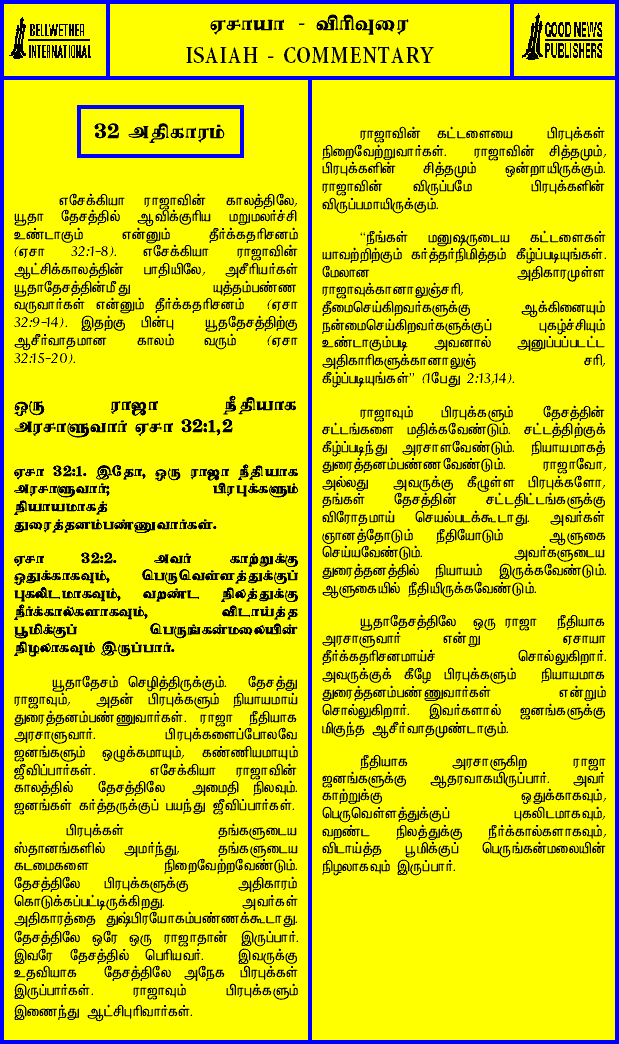 BELLWETHER
INTERNATIONAL
ஏசாயா - விரிவுரை
ISAIAH - COMMENTARY
GOOD NEWS
PUBLISHERS
32 அதிகாரம்
எசேக்கியா ராஜாவின் காலத்திலே,
யூதா தேசத்தில் ஆவிக்குரிய மறுமலர்ச்சி
உண்டாகும் என்னும் தீர்க்கதரிசனம்
(ஏசா 32:1-8). எசேக்கியா ராஜாவின்
ஆட்சிக்காலத்தின் பாதியிலே, அசீரியர்கள்
யூதாதேசத்தின்மீது யுத்தம்பண்ண
வருவார்கள் என்னும் தீர்க்கதரிசனம் (ஏசா
32:9-14). இதற்கு பின்பு யூததேசத்திற்கு
ஆசீர்வாதமான காலம் வரும் (ஏசா
32:15-20).
ஒரு ராஜா நீதியாக
அரசாளுவார் ஏசா 32:1,2
ஏசா 32:1. இதோ, ஒரு ராஜா நீதியாக
அரசாளுவார்; பிரபுக்களும்
நியாயமாகத்
துரைத்தனம்பண்ணுவார்கள்.
ஏசா 32:2. அவர் காற்றுக்கு
ஒதுக்காகவும், பெருவெள்ளத்துக்குப்
புகலிடமாகவும், வறண்ட நிலத்துக்கு
நீர்க்கால்களாகவும், விடாய்த்த
பூமிக்குப் பெருங்கன்மலையின்
நிழலாகவும் இருப்பார்.
யூதாதேசம் செழித்திருக்கும். தேசத்து
ராஜாவும், அதன் பிரபுக்களும் நியாயமாய்
துரைத்தனம்பண்ணுவார்கள். ராஜா நீதியாக
அரசாளுவார். பிரபுக்களைப்போலவே
ஜனங்களும் ஒழுக்கமாயும், கண்ணியமாயும்
ஜீவிப்பார்கள். எசேக்கியா ராஜாவின்
காலத்தில் தேசத்திலே அமைதி நிலவும்.
ஜனங்கள் கர்த்தருக்குப் பயந்து ஜீவிப்பார்கள்.
பிரபுக்கள் தங்களுடைய
ஸ்தானங்களில் அமர்ந்து, தங்களுடைய
கடமைகளை நிறைவேற்றவேண்டும்.
தேசத்திலே பிரபுக்களுக்கு அதிகாரம்
கொடுக்கப்பட்டிருக்கிறது. அவர்கள்
அதிகாரத்தை துஷ்பிரயோகம்பண்ணக்கூடாது.
தேசத்திலே ஒரே ஒரு ராஜாதான் இருப்பார்.
இவரே தேசத்தில் பெரியவர். இவருக்கு
உதவியாக தேசத்திலே அநேக பிரபுக்கள்
இருப்பார்கள். ராஜாவும் பிரபுக்களும்
இணைந்து ஆட்சிபுரிவார்கள்.
ராஜாவின் கட்டளையை பிரபுக்கள்
நிறைவேற்றுவார்கள். ராஜாவின் சித்தமும்,
பிரபுக்களின் சித்தமும் ஒன்றாயிருக்கும்.
ராஜாவின் விருப்பமே பிரபுக்களின்
விருப்பமாயிருக்கும்.
“நீங்கள் மனுஷருடைய கட்டளைகள்
யாவற்றிற்கும் கர்த்தர்நிமித்தம் கீழ்ப்படியுங்கள்.
மேலான அதிகாரமுள்ள
ராஜாவுக்கானாலுஞ்சரி,
தீமைசெய்கிறவர்களுக்கு ஆக்கினையும்
நன்மைசெய்கிறவர்களுக்குப் புகழ்ச்சியும்
உண்டாகும்படி அவனால் அனுப்பப்படட்ட
அதிகாரிகளுக்கானாலுஞ் சரி,
கீழ்ப்படியுங்கள்” (1பேது 2:13,14).
ராஜாவும் பிரபுக்களும் தேசத்தின்
சட்டங்களை மதிக்கவேண்டும். சட்டத்திற்குக்
கீழ்ப்படிந்து அரசாளவேண்டும். நியாயமாகத்
துரைத்தனம்பண்ணவேண்டும். ராஜாவோ,
அல்லது அவருக்கு கீழுள்ள பிரபுக்களோ,
தங்கள் தேசத்தின் சட்டதிட்டங்களுக்கு
விரோதமாய் செயல்படக்கூடாது. அவர்கள்
ஞானத்தோடும் நீதியோடும் ஆளுகை
செய்யவேண்டும். அவர்களுடைய
துரைத்தனத்தில் நியாயம் இருக்கவேண்டும்.
ஆளுகையில் நீதியிருக்கவேண்டும்.
யூதாதேசத்திலே ஒரு ராஜா நீதியாக
அரசாளுவார் என்று ஏசாயா
தீர்க்கதரிசனமாய்ச் சொல்லுகிறார்.
அவருக்குக் கீழே பிரபுக்களும் நியாயமாக
துரைத்தனம்பண்ணுவார்கள் என்றும்
சொல்லுகிறார். இவர்களால் ஜனங்களுக்கு
மிகுந்த ஆசீர்வாதமுண்டாகும்.
நீதியாக அரசாளுகிற ராஜா
ஜனங்களுக்கு ஆதரவாகயிருப்பார். அவர்
காற்றுக்கு ஒதுக்காகவும்,
பெருவெள்ளத்துக்கு புகலிடமாகவும்,
வறண்ட நிலத்துக்கு நீர்க்கால்களாகவும்,
விடாய்த்த பூமிக்குப் பெருங்கன்மலையின்
நிழலாகவும் இருப்பார்.